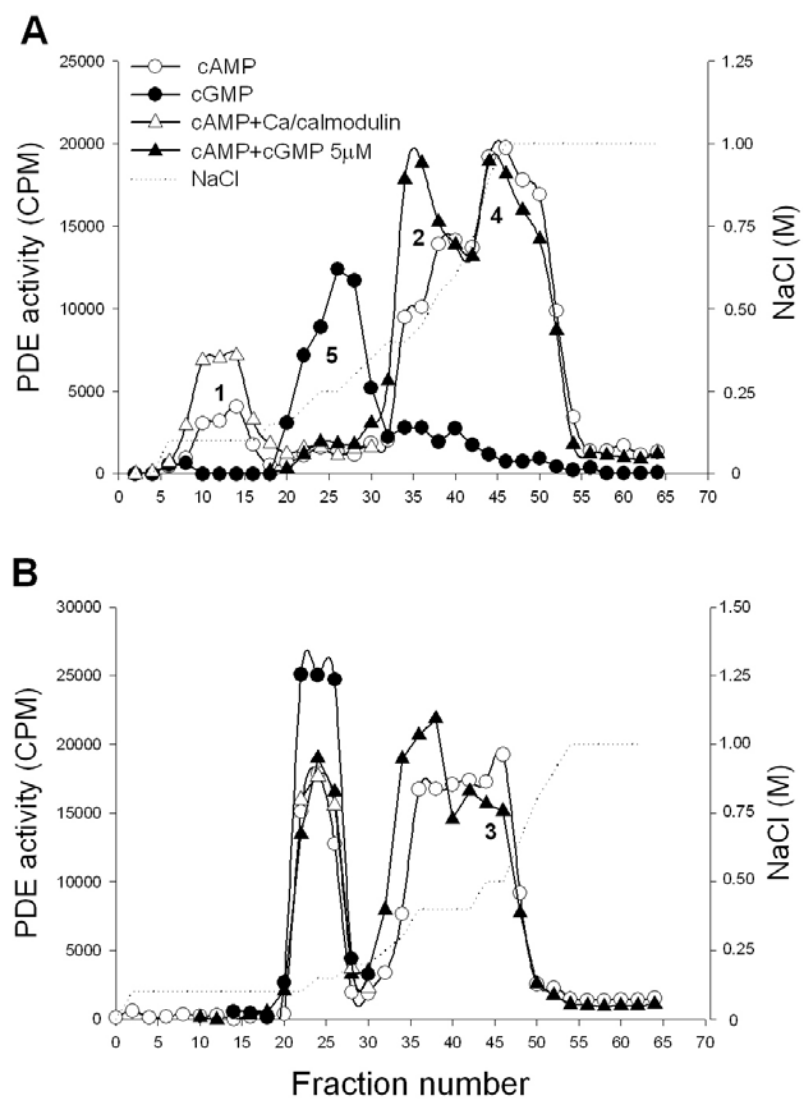 A
PDE activity (CPM)
25000
20000
15000
10000
5000
0
cAMP
cGMP
cAMP+Ca/calmodulin
cAMP+cGMP 5µM
NaCl
1
5
2
4
1.25
1.00
0.75
0.50
0.25
0
NaCl (M)
0 5 10 15 20 25 30 35 40 45 50 55 60 65 70
B
PDE activity (CPM)
30000
25000
20000
15000
10000
5000
0
3
1.50
1.25
1.00
0.75
0.50
0.25
0
NaCl (M)
0 5 10 15 20 25 30 35 40 45 50 55 60 65 70
Fraction number